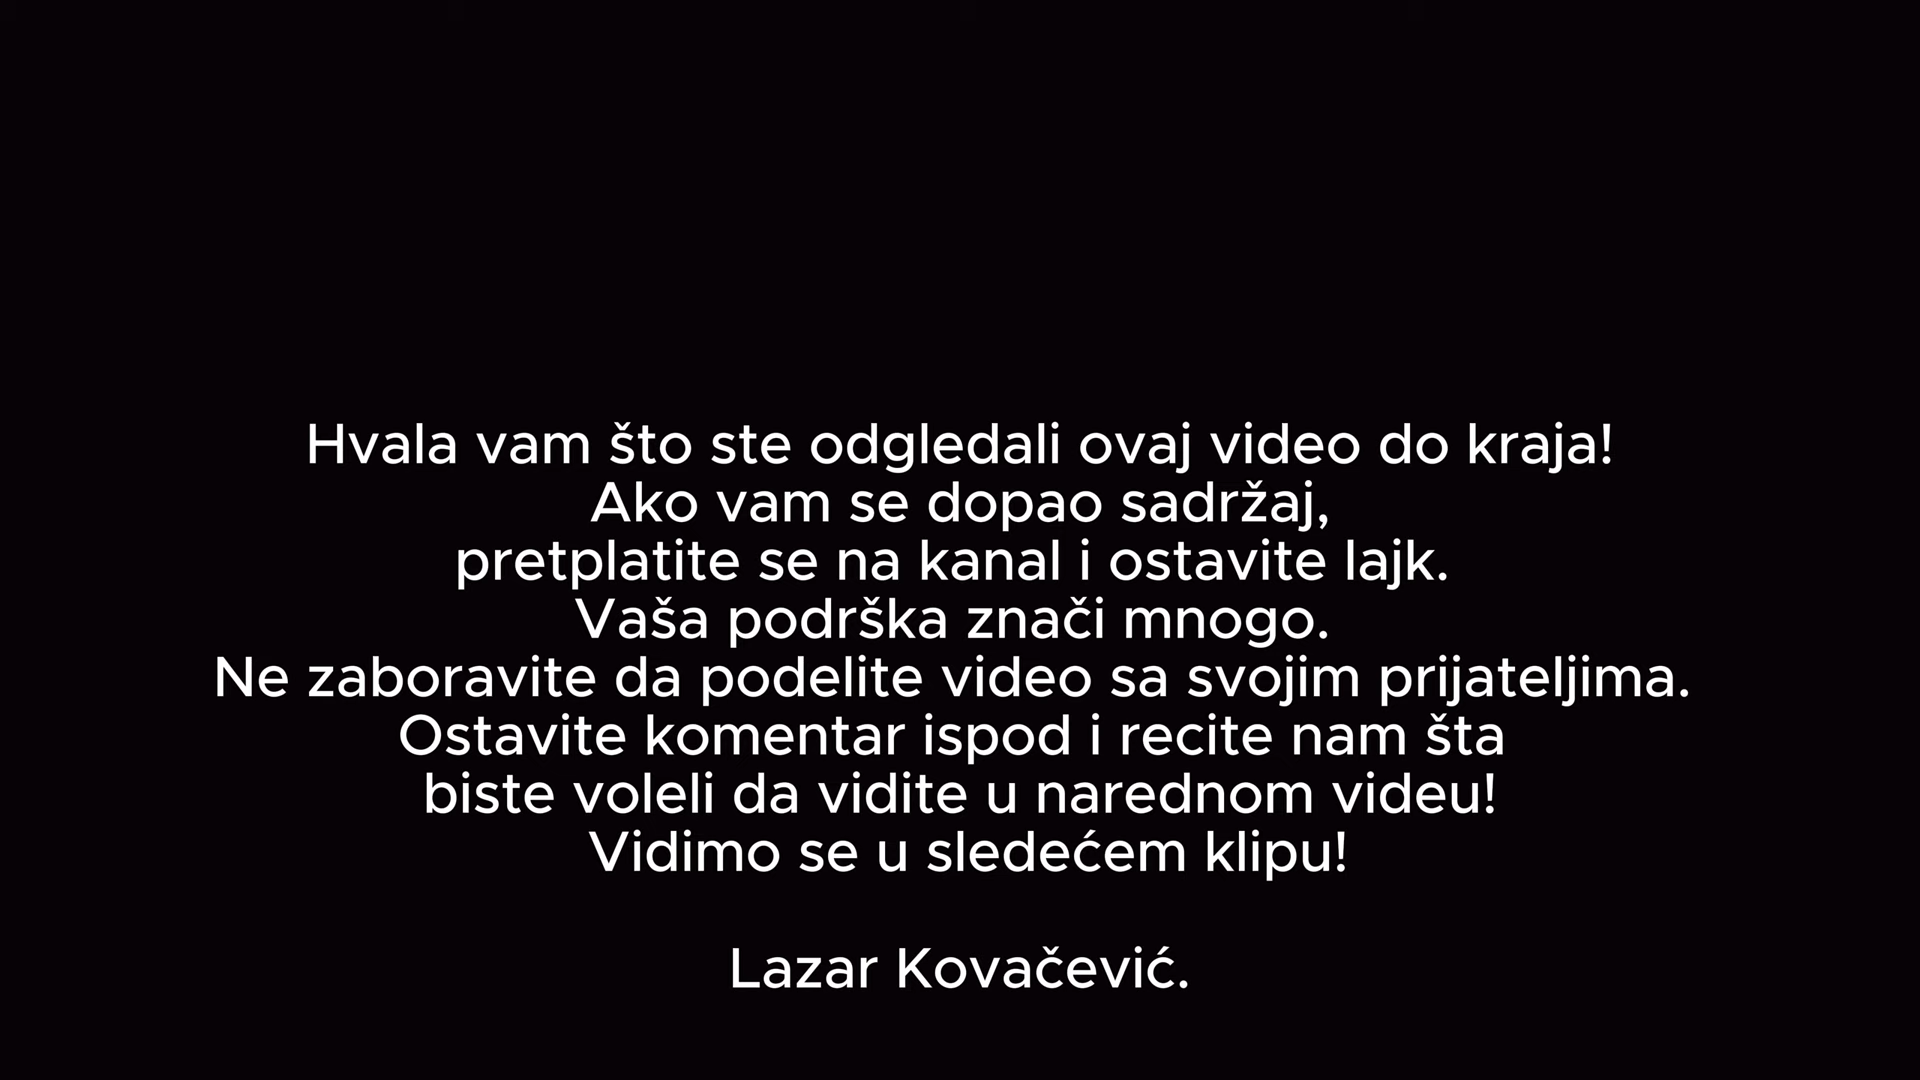 Hvala vam što ste odgledali ovaj video do kraja!
Ako vam se dopao sadržaj,
pretplatite se na kanal i ostavite lajk.
Vaša podrška znači mnogo.
Ne zaboravite da podelite video sa svojim prijateljima.
Ostavite komentar ispod i recite nam šta
biste voleli da vidite u narednom videu!
Vidimo se u sledećem klipu!
Lazar Kovačević.